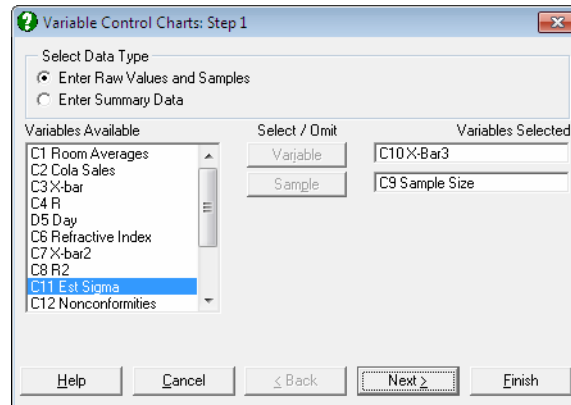 Variable Control Charts: Step 1
Select Data Type
Enter Raw Values and Samples
Enter Summary Data
Variables Available
Select / Omit
Variables Selected
C1 Room Averages
C2 Cola Sales
C3 X-bar
C4 R
D5 Day
C6 Refractive Index
C7 X-bar2
C8 R2
C11 Est Sigma
C12 Nonconformities
Variable
Sample
C10 X-Bar3
C9 Sample Size
Help
Cancel
< Back
Next >
Finish